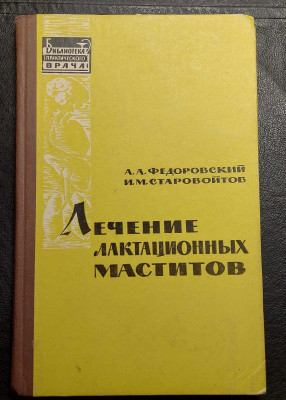 БИБЛИОТЕКА
ПРАКТИЧЕСКОГО
ВРАЧА
А.А.ФЕДОРОВСКИЙ
И.М.СТАРОВОЙТОВ
ЛЕЧЕНИЕ
ЛАКТАЦИОННЫХ
МАСТИТОВ